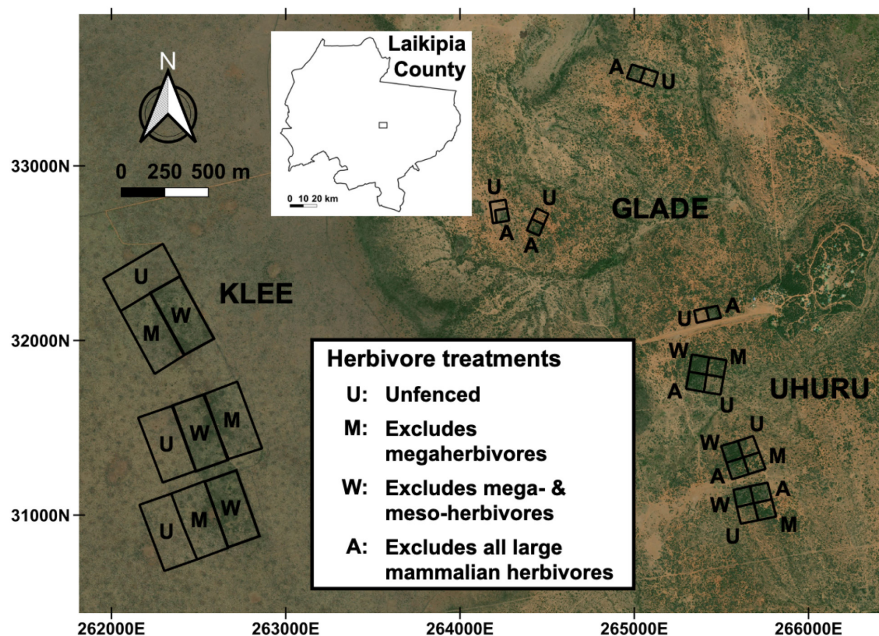 N
0 250 500 m
Laikipia
County
0 10 20 km
33000N
32000N
31000N
262000E 263000E 264000E 265000E 266000E
A U
U U
A A
GLADE
KLEE
U
M W
U W M
U M W
U A
UHURU
W M
A U
W U
A M
W A
U M
Herbivore treatments
U: Unfenced
M: Excludes
megaherbivores
W: Excludes mega- &
meso-herbivores
A: Excludes all large
mammalian herbivores